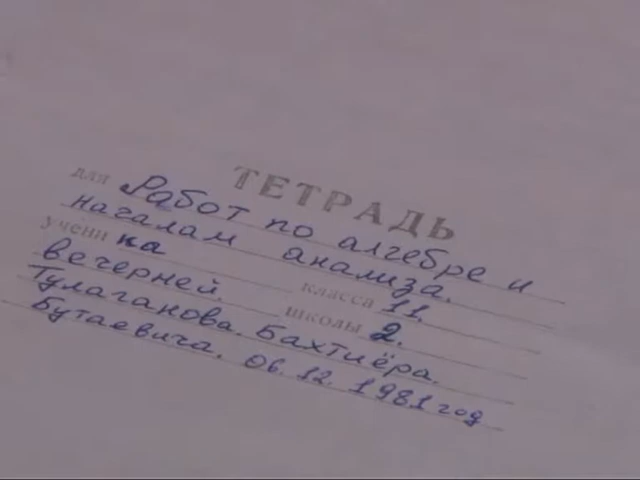 ТЕТРАДЬ
для Работ по алгебре и
началам анализа.
ученика класса 11.
вечерней. школы 2.
Тулаганова. Бахтиёра.
Бутаевича. 06.12.1981 год